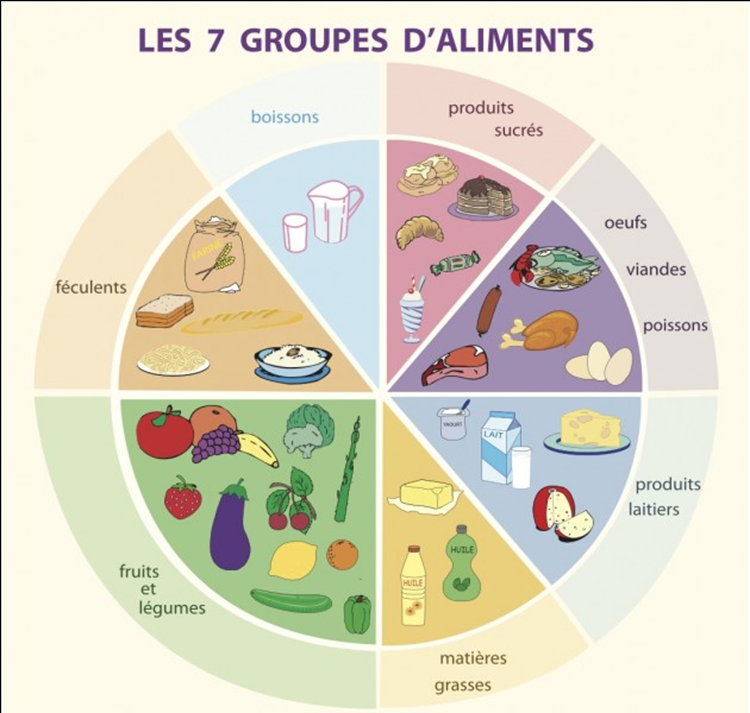 LES 7 GROUPES D'ALIMENTS
boissons
produits
sucrés
oeufs
viandes
poissons
féculents
FARINE
YAOURT
LAIT
produits
laitiers
HUILE
HUILE
fruits
et
légumes
matières
grasses